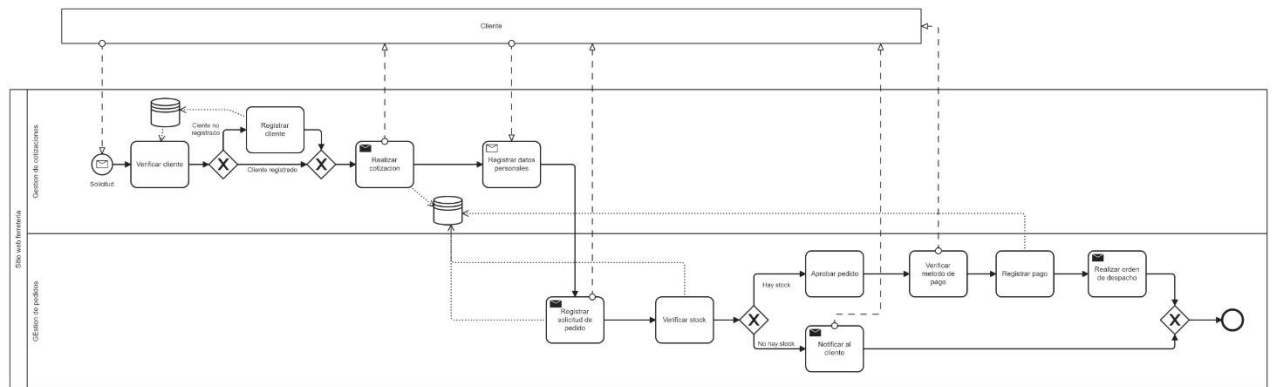 Cliente
Sitio web ferreteria
Gestion de cotizaciones
Solicitud
Verificar cliente
Ciente no
registrado
Registrar
cliente
Cliente registrado
Realizar
cotizacion
Registrar datos
personales
GEstion de pedidos
Registrar
solicitud de
pedido
Verificar stock
Hay stock
No hay stock
Aprobar pedido
Notificar al
cliente
Verificar
metodo de
pago
Registrar pago
Realizar orden
de despacho